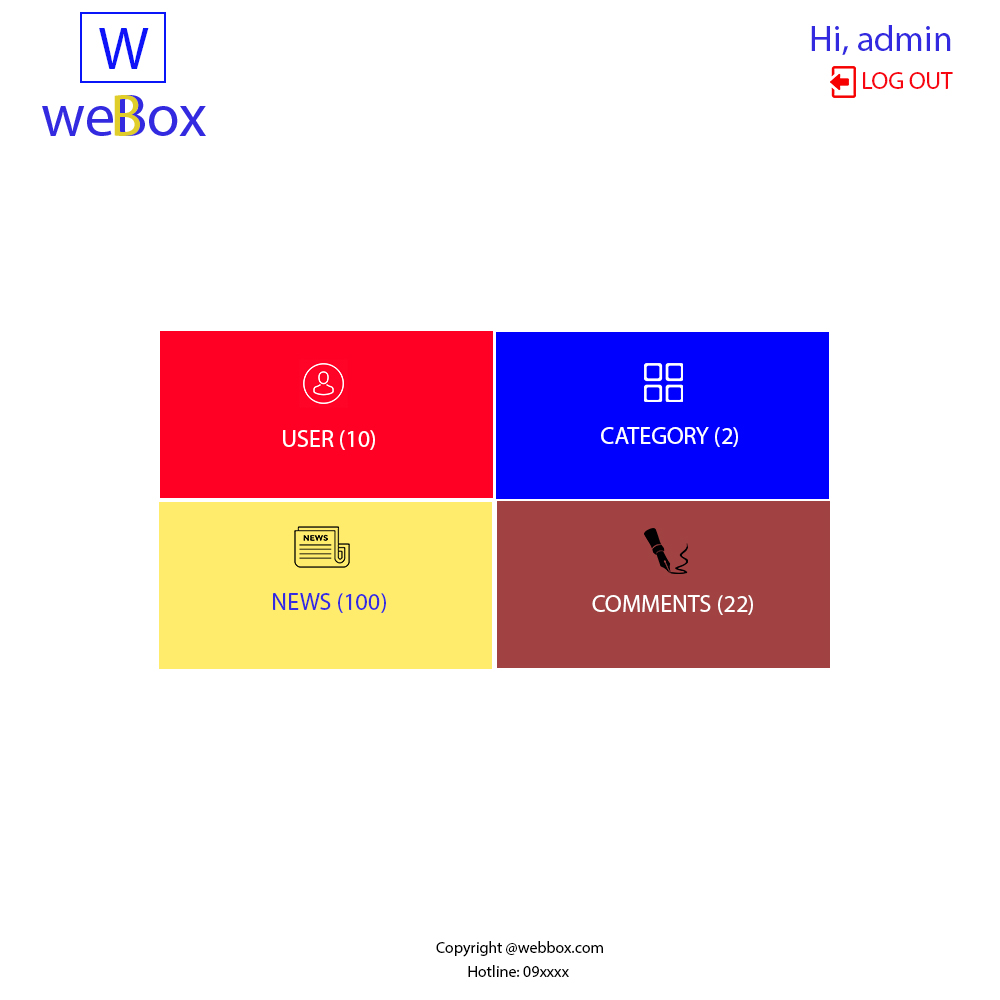 W
weBox
Hi, admin
LOG OUT
USER (10)
CATEGORY (2)
NEWS
NEWS (100)
COMMENTS (22)
Copyright @webbox.com
Hotline: 09xxxx